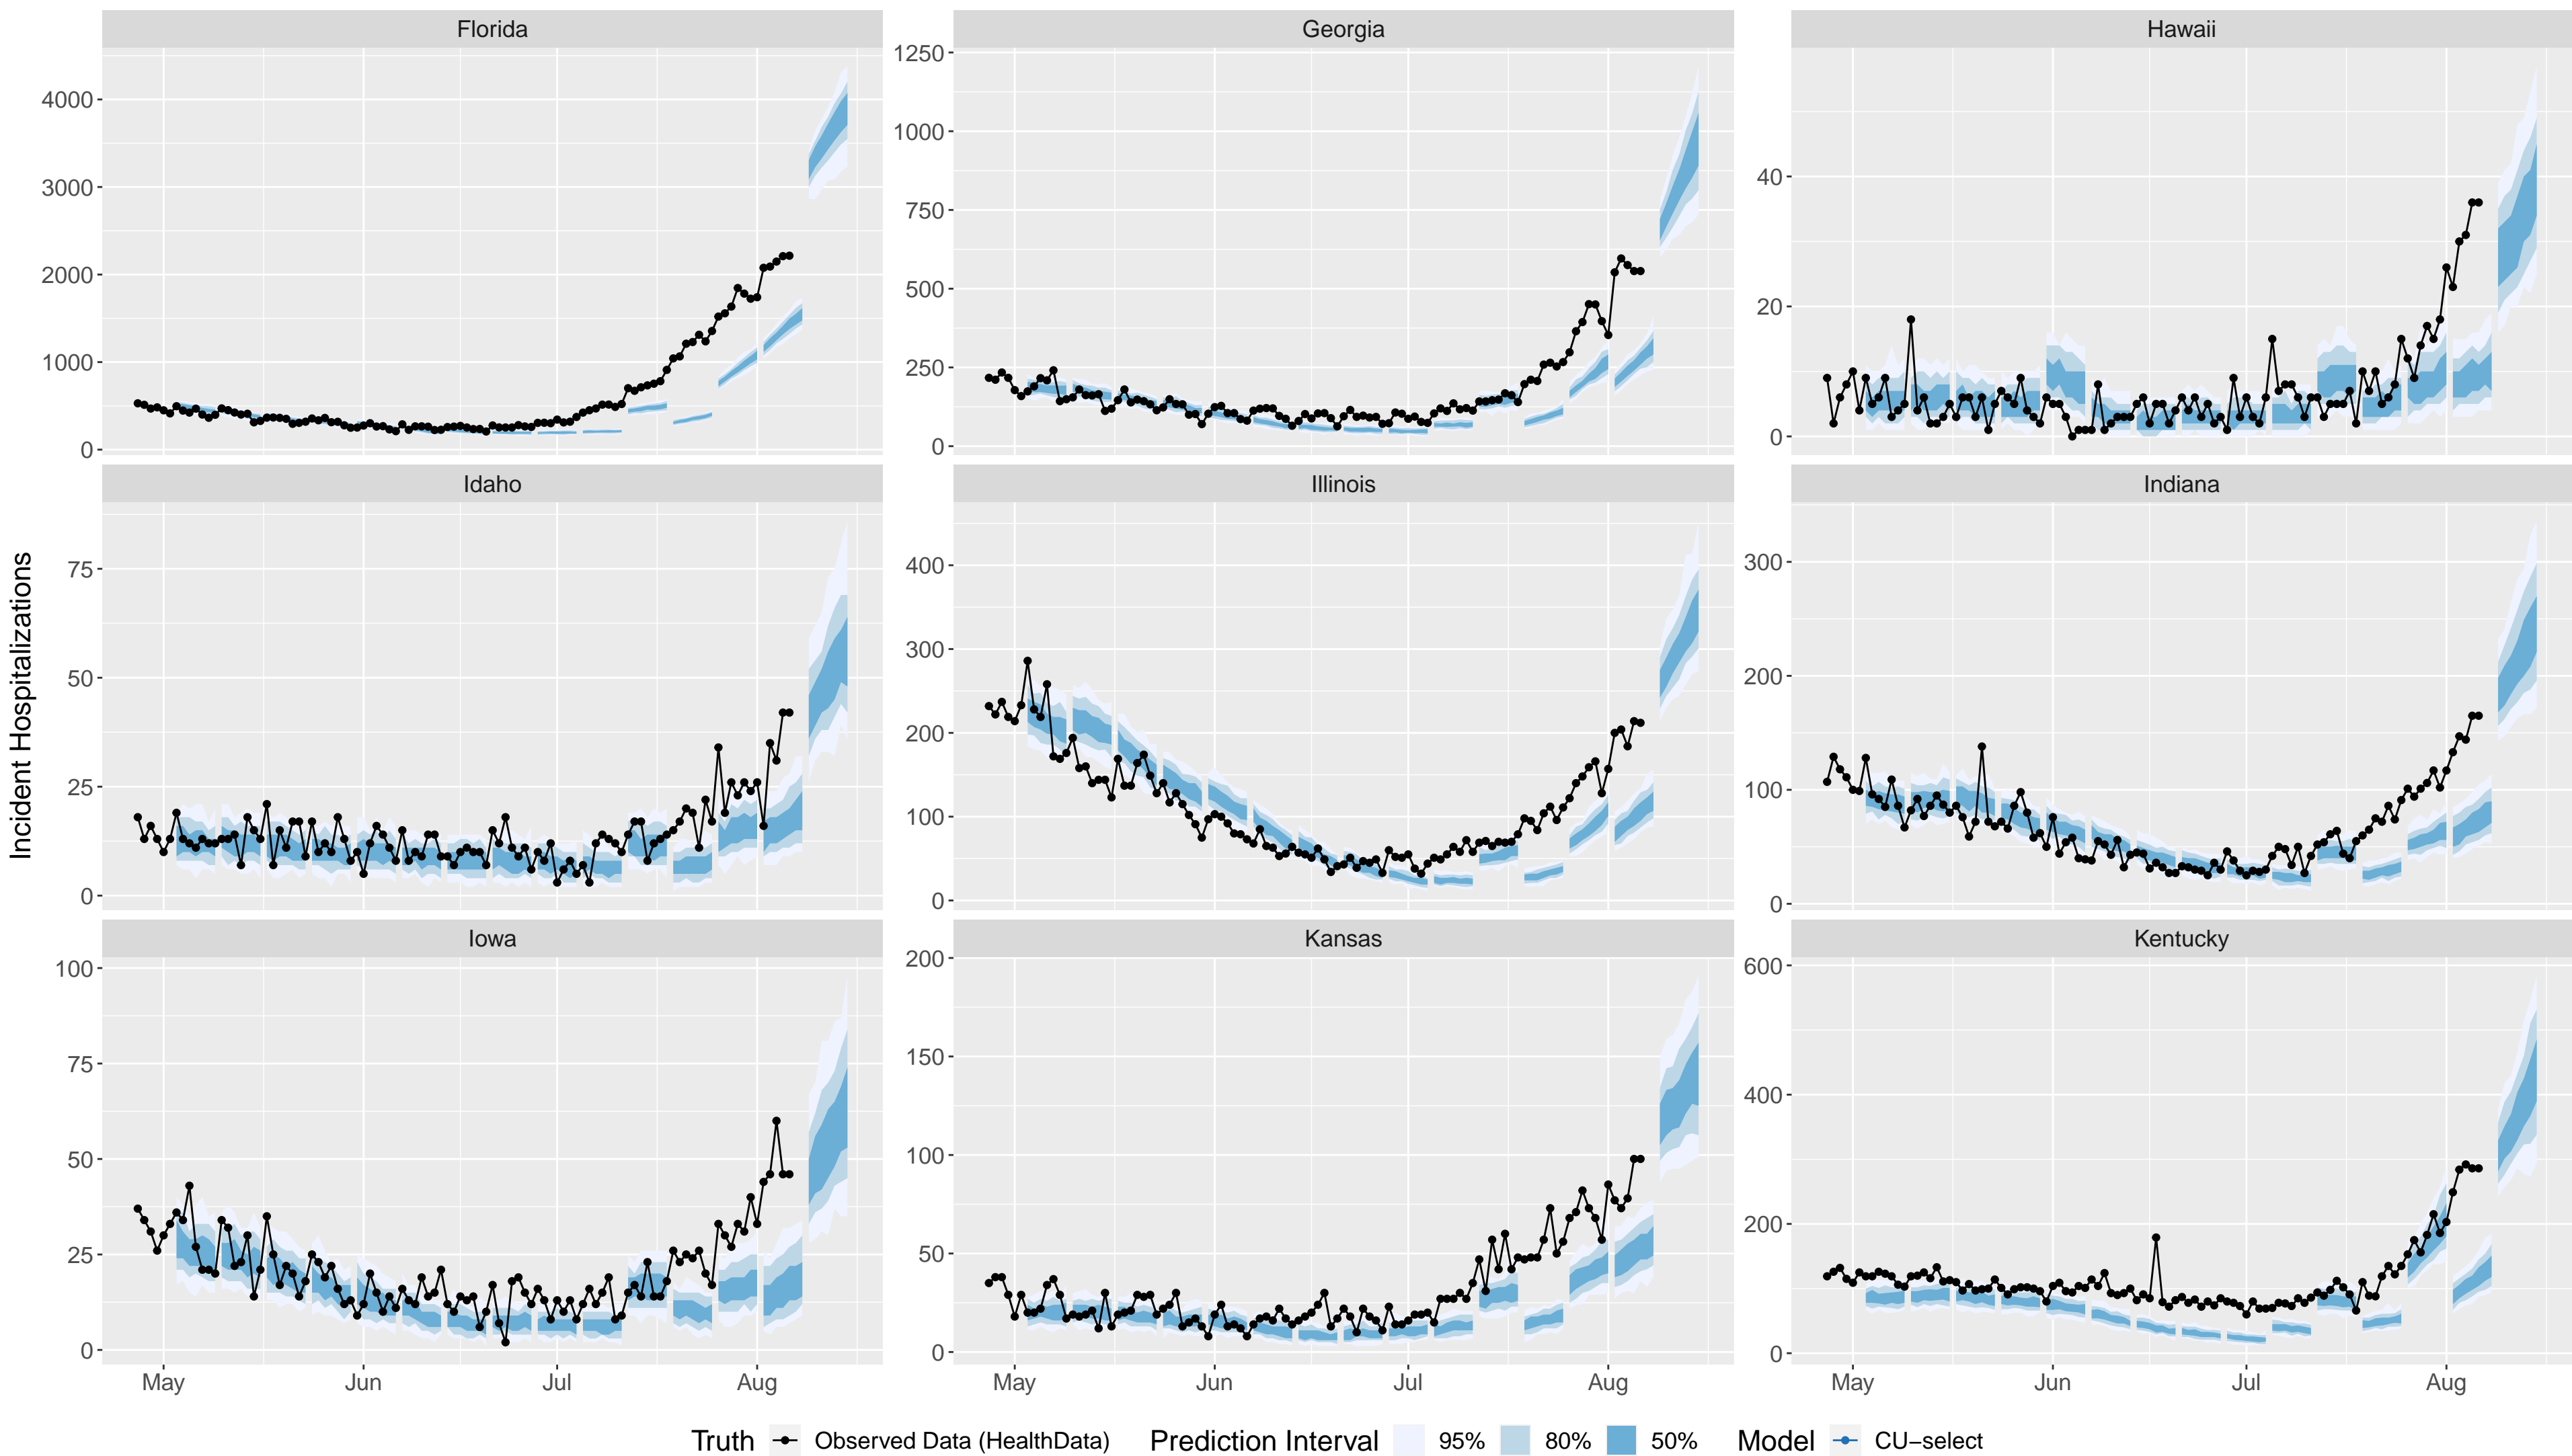 Florida
Georgia
Hawaii
4000
3000
2000
1000
0
1250
1000
750
500
250
0
40
20
0
Idaho
Illinois
Indiana
75
50
25
0
400
300
200
100
0
300
200
100
0
Incident Hospitalizations
Iowa
Kansas
Kentucky
100
75
50
25
0
200
150
100
50
0
600
400
200
0
May Jun Jul Aug
May Jun Jul Aug
May Jun Jul Aug
Truth Observed Data (HealthData) Prediction Interval 95% 80% 50% Model CU−select